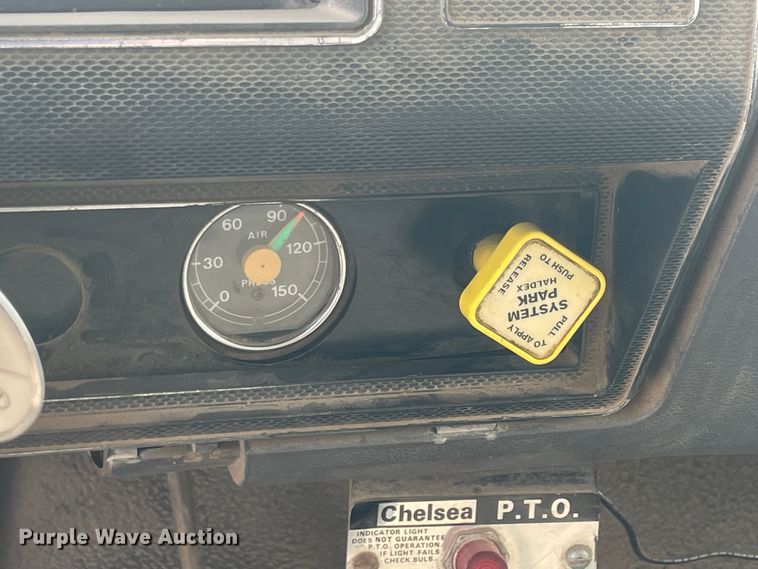 60 90
AIR
30 120
PRESS
0 150
PUSH TO
RELEASE
HALDEX
PARK
SYSTEM
TO APPLY
PULL
Chelsea P.T.O.
INDICATOR LIGHT
DOES NOT GUARANTEE
P.T.O. OPERATION
IF LIGHT FAILS
CHECK BULB.
Purple Wave Auction